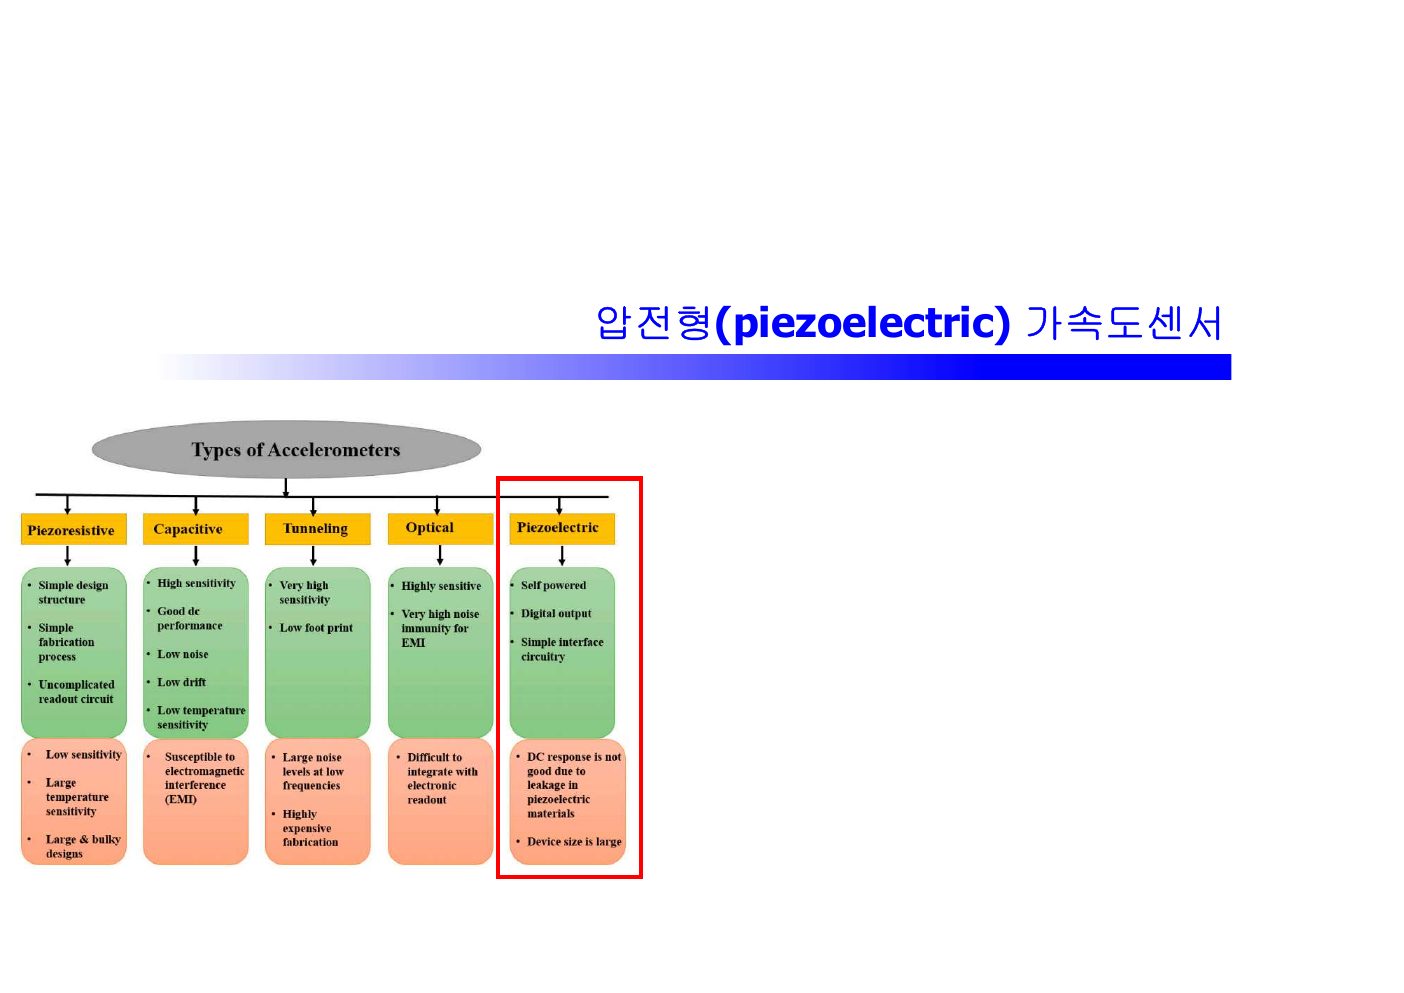 압전형(piezoelectric) 가속도센서
Types of Accelerometers
Piezoresistive
• Simple design
structure
• Simple
fabrication
process
• Uncomplicated
readout circuit
• Low sensitivity
• Large
temperature
sensitivity
• Large & bulky
designs
Capacitive
• High sensitivity
• Good dc
performance
• Low noise
• Low drift
• Low temperature
sensitivity
• Susceptible to
electromagnetic
interference
(EMI)
Tunneling
• Very high
sensitivity
• Low foot print
• Large noise
levels at low
frequencies
• Highly
expensive
fabrication
Optical
• Highly sensitive
• Very high noise
immunity for
EMI
• Difficult to
integrate with
electronic
readout
Piezoelectric
• Self powered
• Digital output
• Simple interface
circuitry
• DC response is not
good due to
leakage in
piezoelectric
materials
• Device size is large